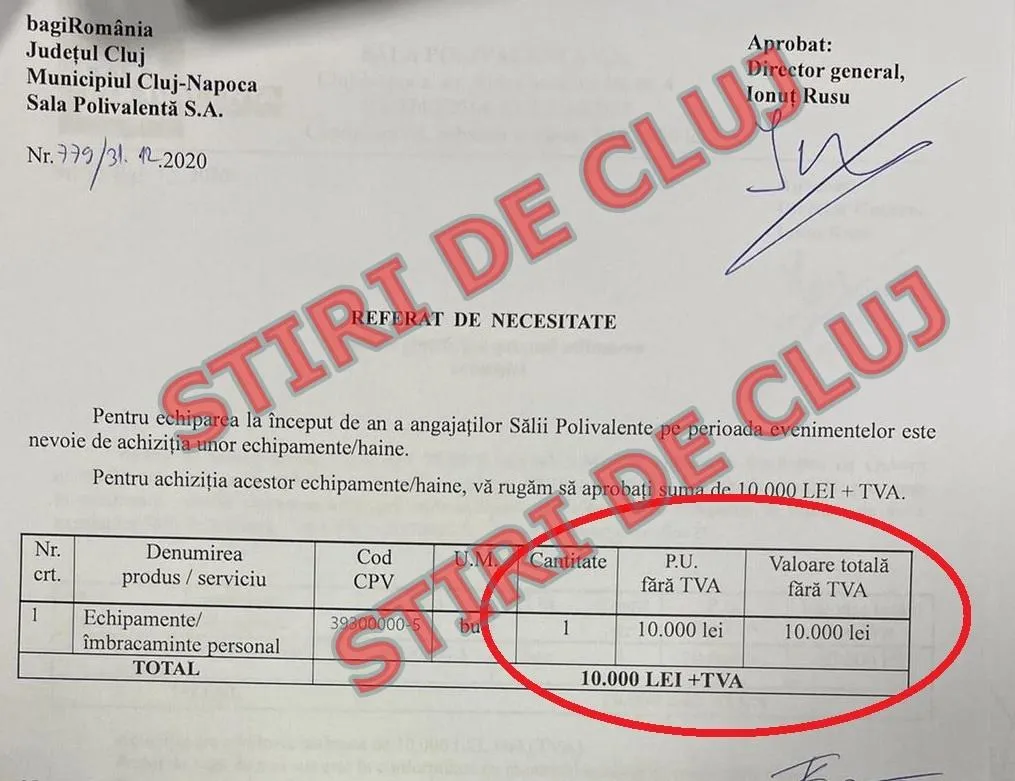 bagiRomânia
Județul Cluj
Municipiul Cluj-Napoca
Sala Polivalentă S.A.
Nr. 779/31. 12.2020
Aprobat:
Director general,
Ionuț Rusu
REFERAT DE NECESITATE
Pentru echiparea la început de an a angajaților Sălii Polivalente pe perioada evenimentelor este
nevoie de achiziția unor echipamente/haine.
Pentru achiziția acestor echipamente/haine, vă rugăm să aprobați suma de 10.000 LEI + TVA.
Nr. crt. Denumirea produs / serviciu Cod CPV U.M. Cantitate P.U. fără TVA Valoare totală fără TVA
1 Echipamente/ îmbracaminte personal 39300000-5 bu 1 10.000 lei 10.000 lei
TOTAL 10.000 LEI +TVA
STIRI DE CLUJ
STIRI DE CLUJ